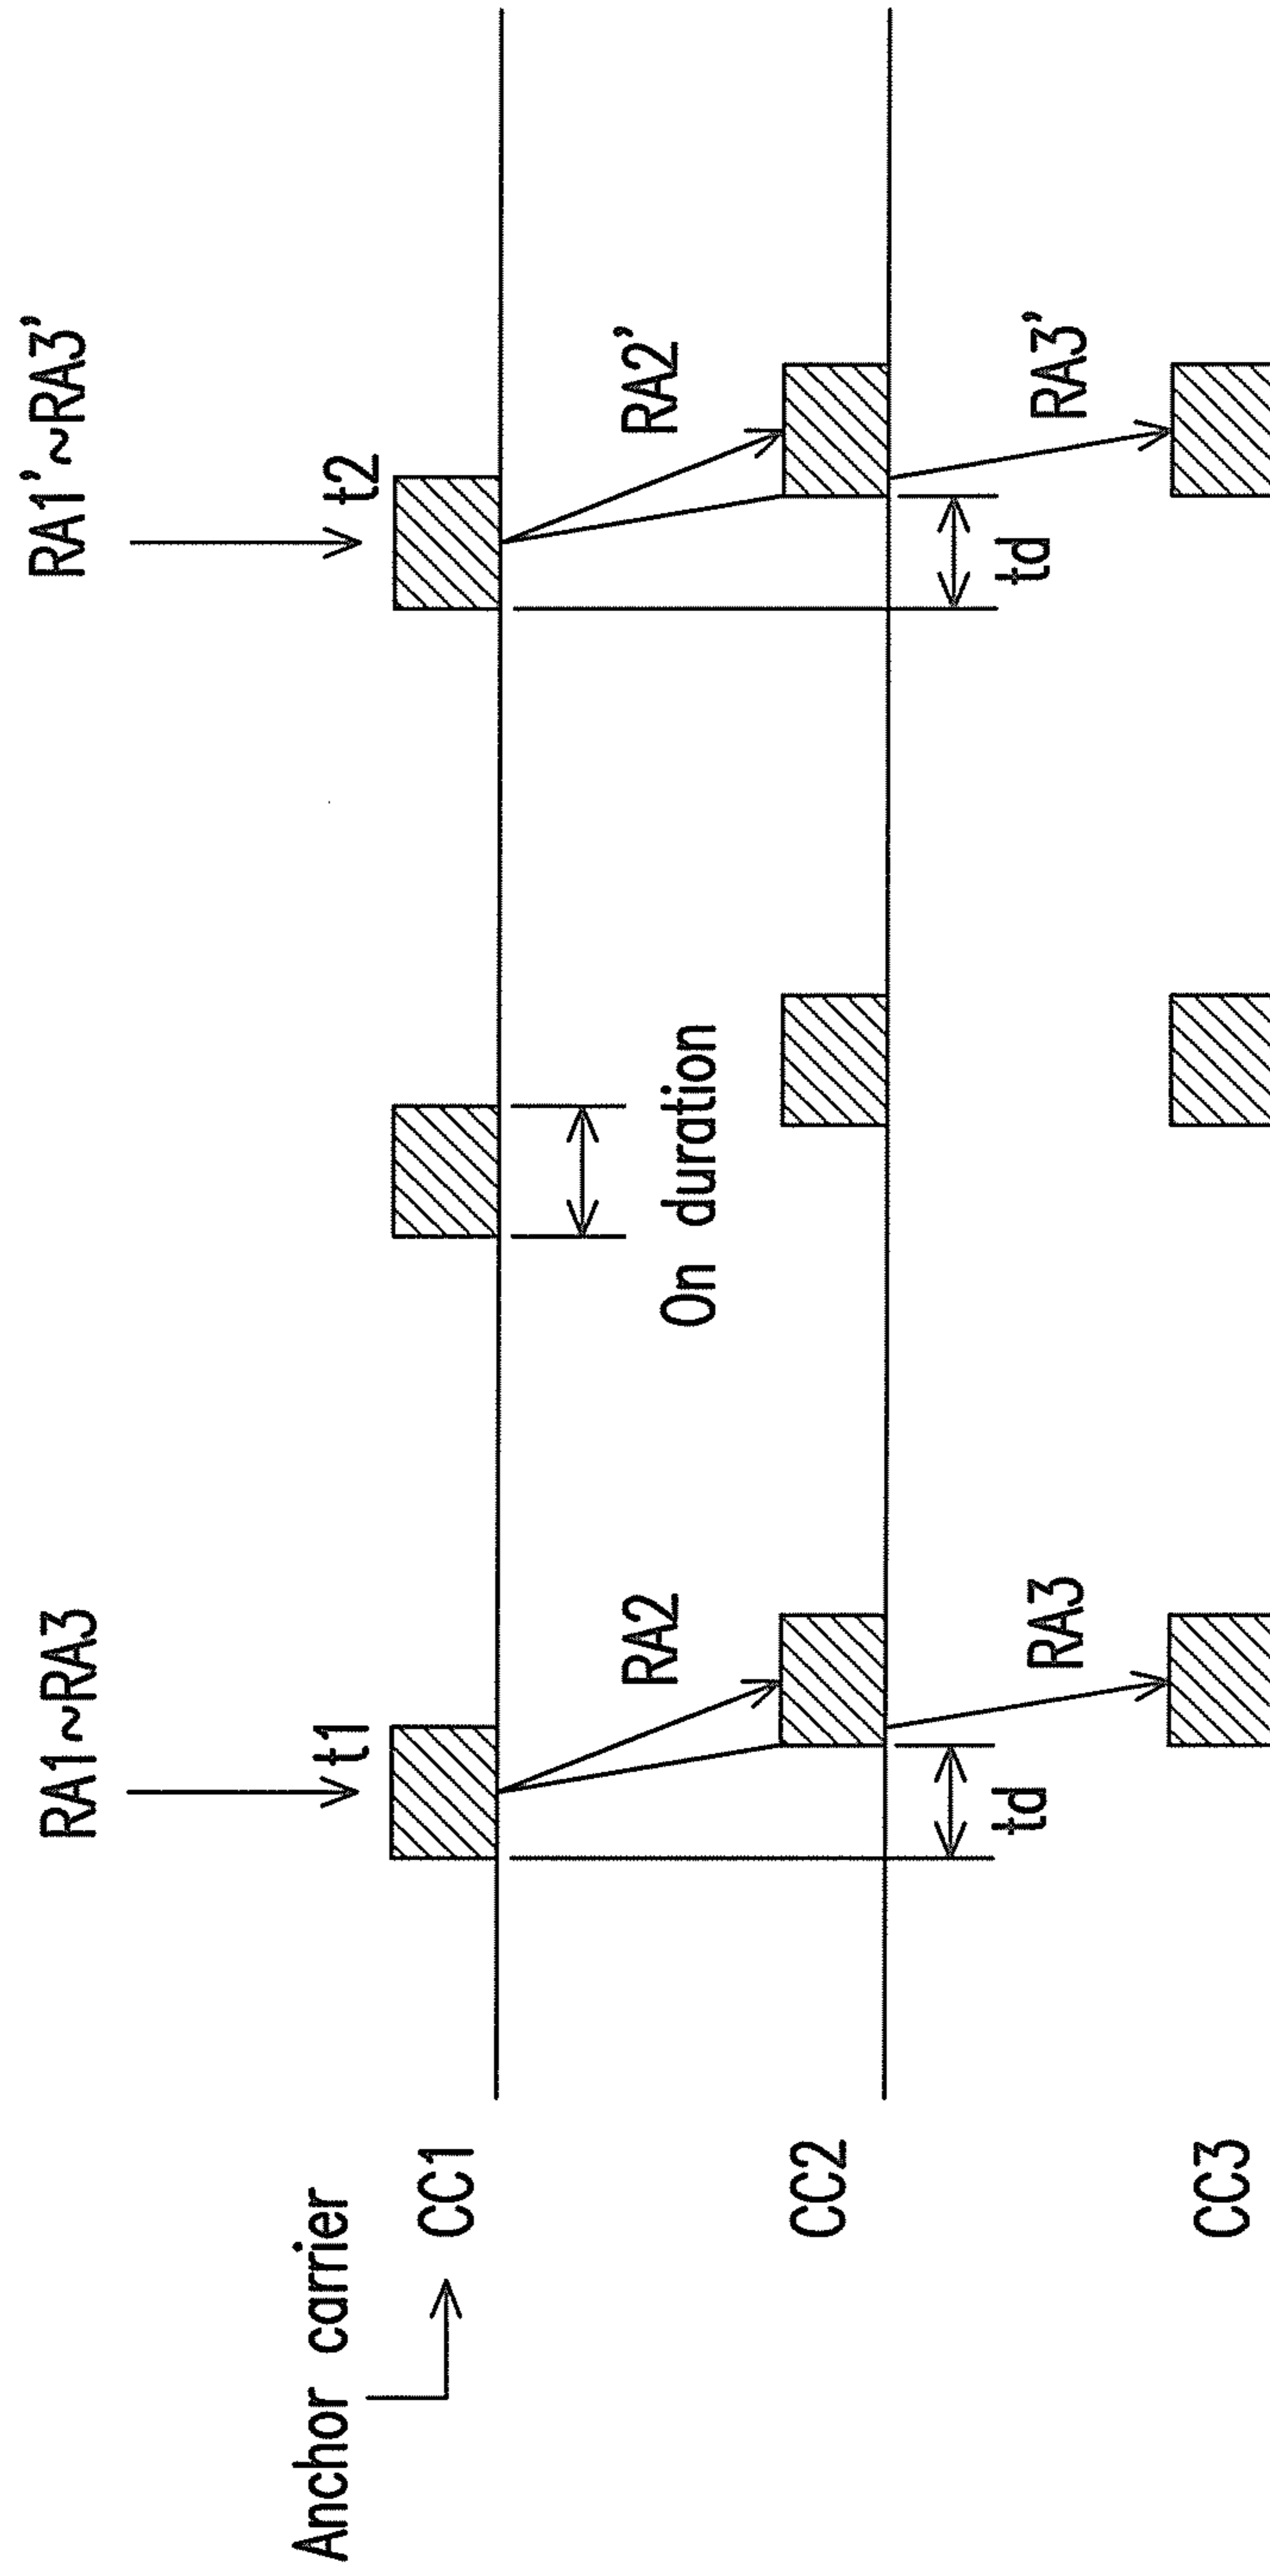 RA1~RA3
RA1'~RA3'
t1
t2
Anchor carrier
CC1
RA2
On duration
RA2'
CC2
td
RA3
td
RA3'
CC3